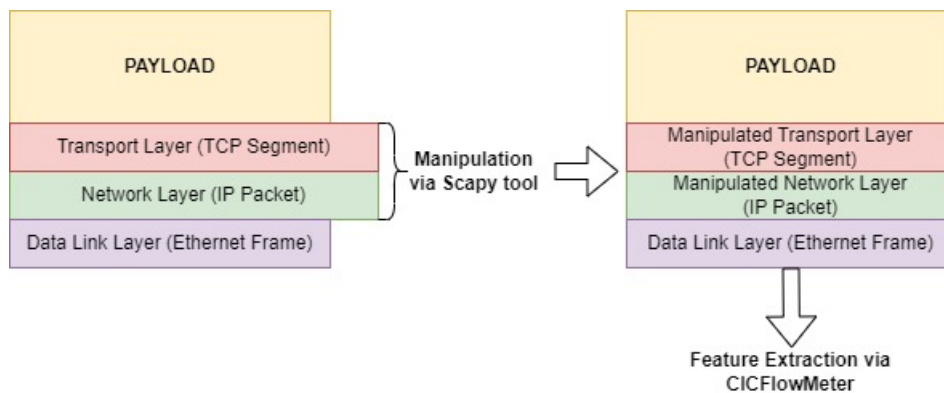 PAYLOAD
Transport Layer (TCP Segment)
Network Layer (IP Packet)
Data Link Layer (Ethernet Frame)
Manipulation
via Scapy tool
PAYLOAD
Manipulated Transport Layer
(TCP Segment)
Manipulated Network Layer
(IP Packet)
Data Link Layer (Ethernet Frame)
Feature Extraction via
CICFlowMeter